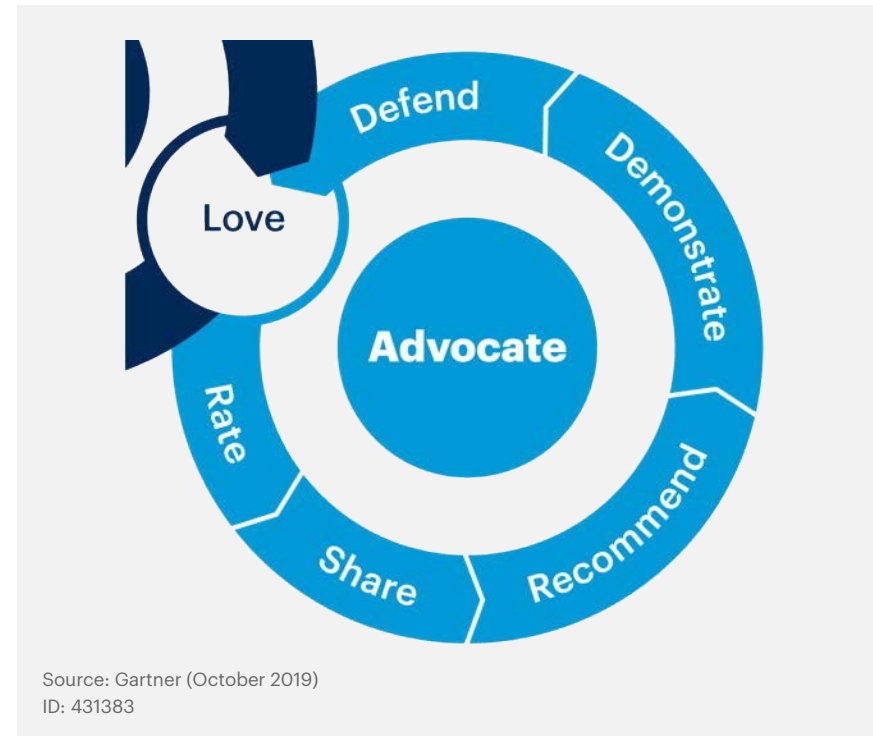 Defend
Demonstrate
Love
Advocate
Rate
Recommend
Share
Source: Gartner (October 2019)
ID: 431383